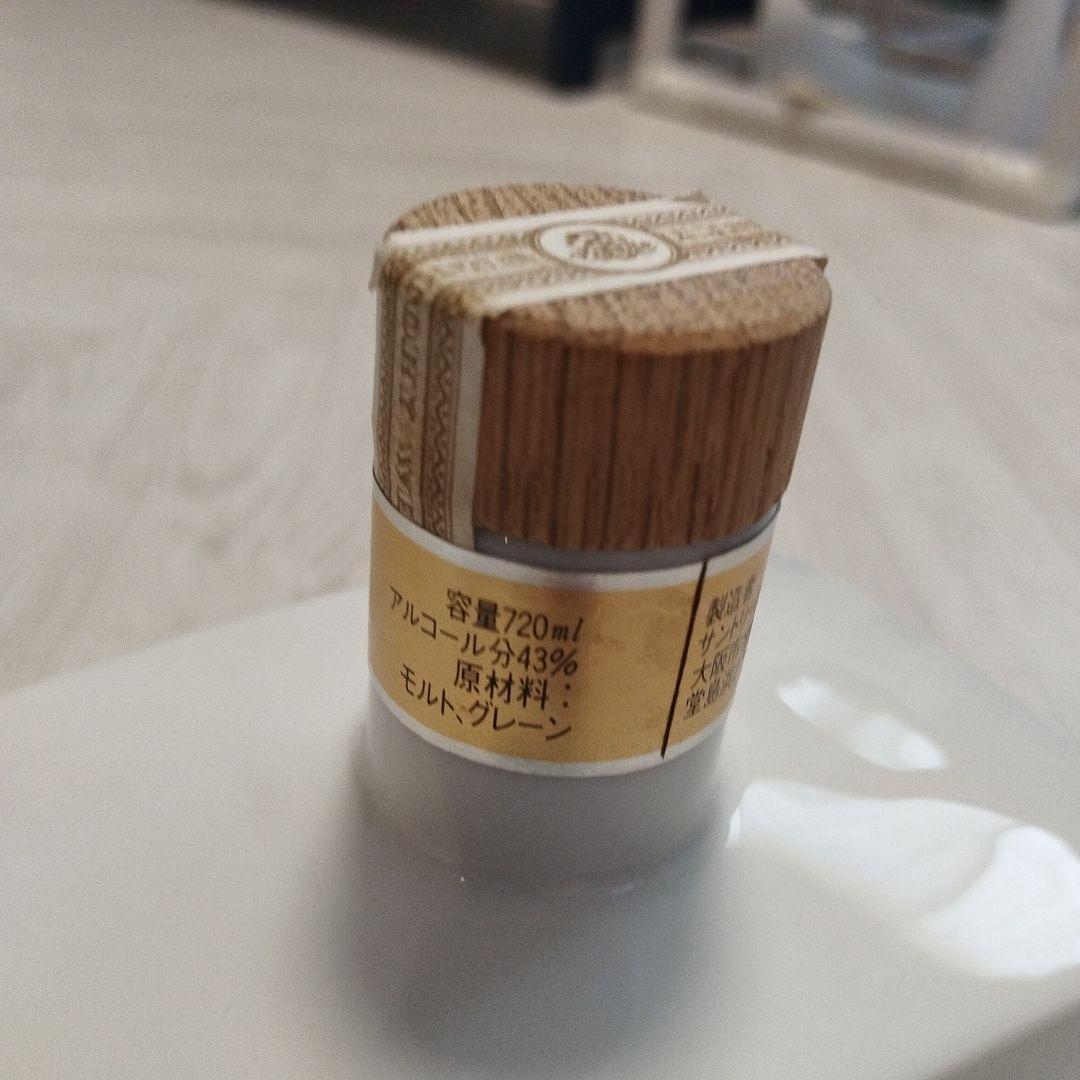 容量720ml
アルコール分43%
原材料:
モルト、グレーン
製造者
サントリ
大阪市
堂島浜